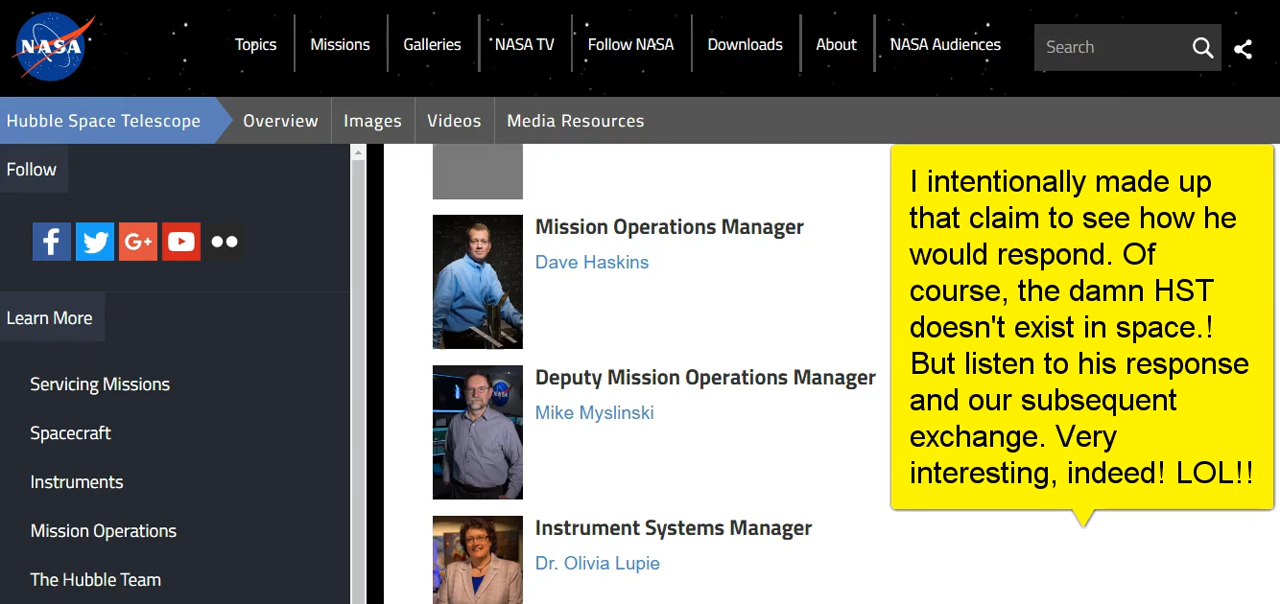 NASA
Topics
Missions
Galleries
NASA TV
Follow NASA
Downloads
About
NASA Audiences
Search
Hubble Space Telescope
Overview
Images
Videos
Media Resources
Follow
G+
Learn More
Servicing Missions
Spacecraft
Instruments
Mission Operations
The Hubble Team
Mission Operations Manager
Dave Haskins
Deputy Mission Operations Manager
Mike Myslinski
NASA
Instrument Systems Manager
Dr. Olivia Lupie
I intentionally made up
that claim to see how he
would respond. Of
course, the damn HST
doesn't exist in space.!
But listen to his response
and our subsequent
exchange. Very
interesting, indeed! LOL!!